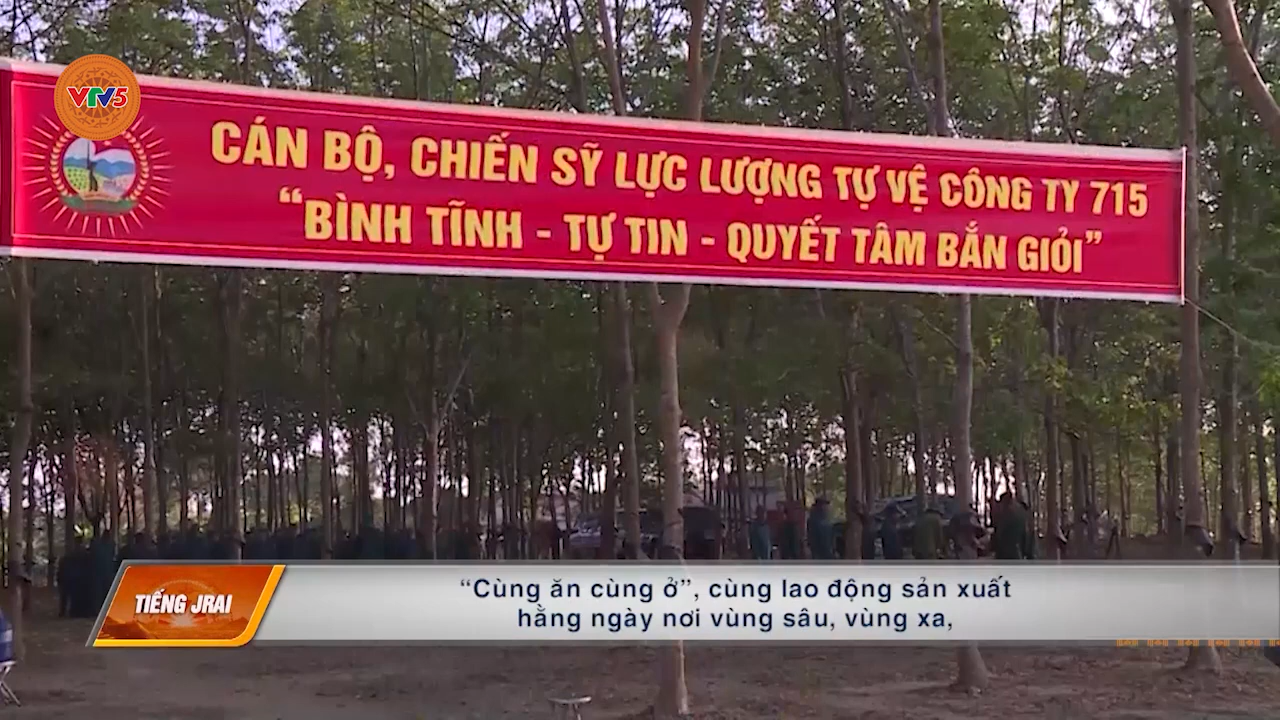 VTV5
CÁN BỘ, CHIẾN SỸ LỰC LƯỢNG TỰ VỆ CÔNG TY 715
“BÌNH TĨNH - TỰ TIN - QUYẾT TÂM BẮN GIỎI”
TIẾNG JRAI
“Cùng ăn cùng ở”, cùng lao động sản xuất
hằng ngày nơi vùng sâu, vùng xa,